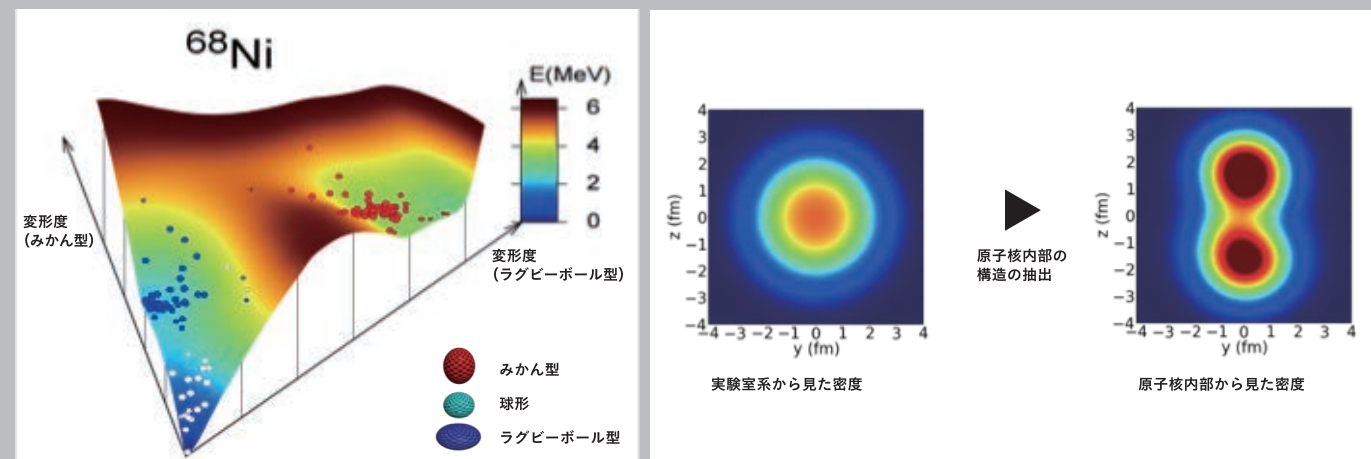 68Ni
E(MeV)
6
4
2
0
変形度
(みかん型)
変形度
(ラグビーボール型)
みかん型
球形
ラグビーボール型
4
3
2
1
0
−1
−2
−3
−4
z (fm)
−4 −3 −2 −1 0 1 2 3 4
y (fm)
実験室系から見た密度
原子核内部の
構造の抽出
4
3
2
1
0
−1
−2
−3
−4
z (fm)
−4 −3 −2 −1 0 1 2 3 4
y (fm)
原子核内部から見た密度